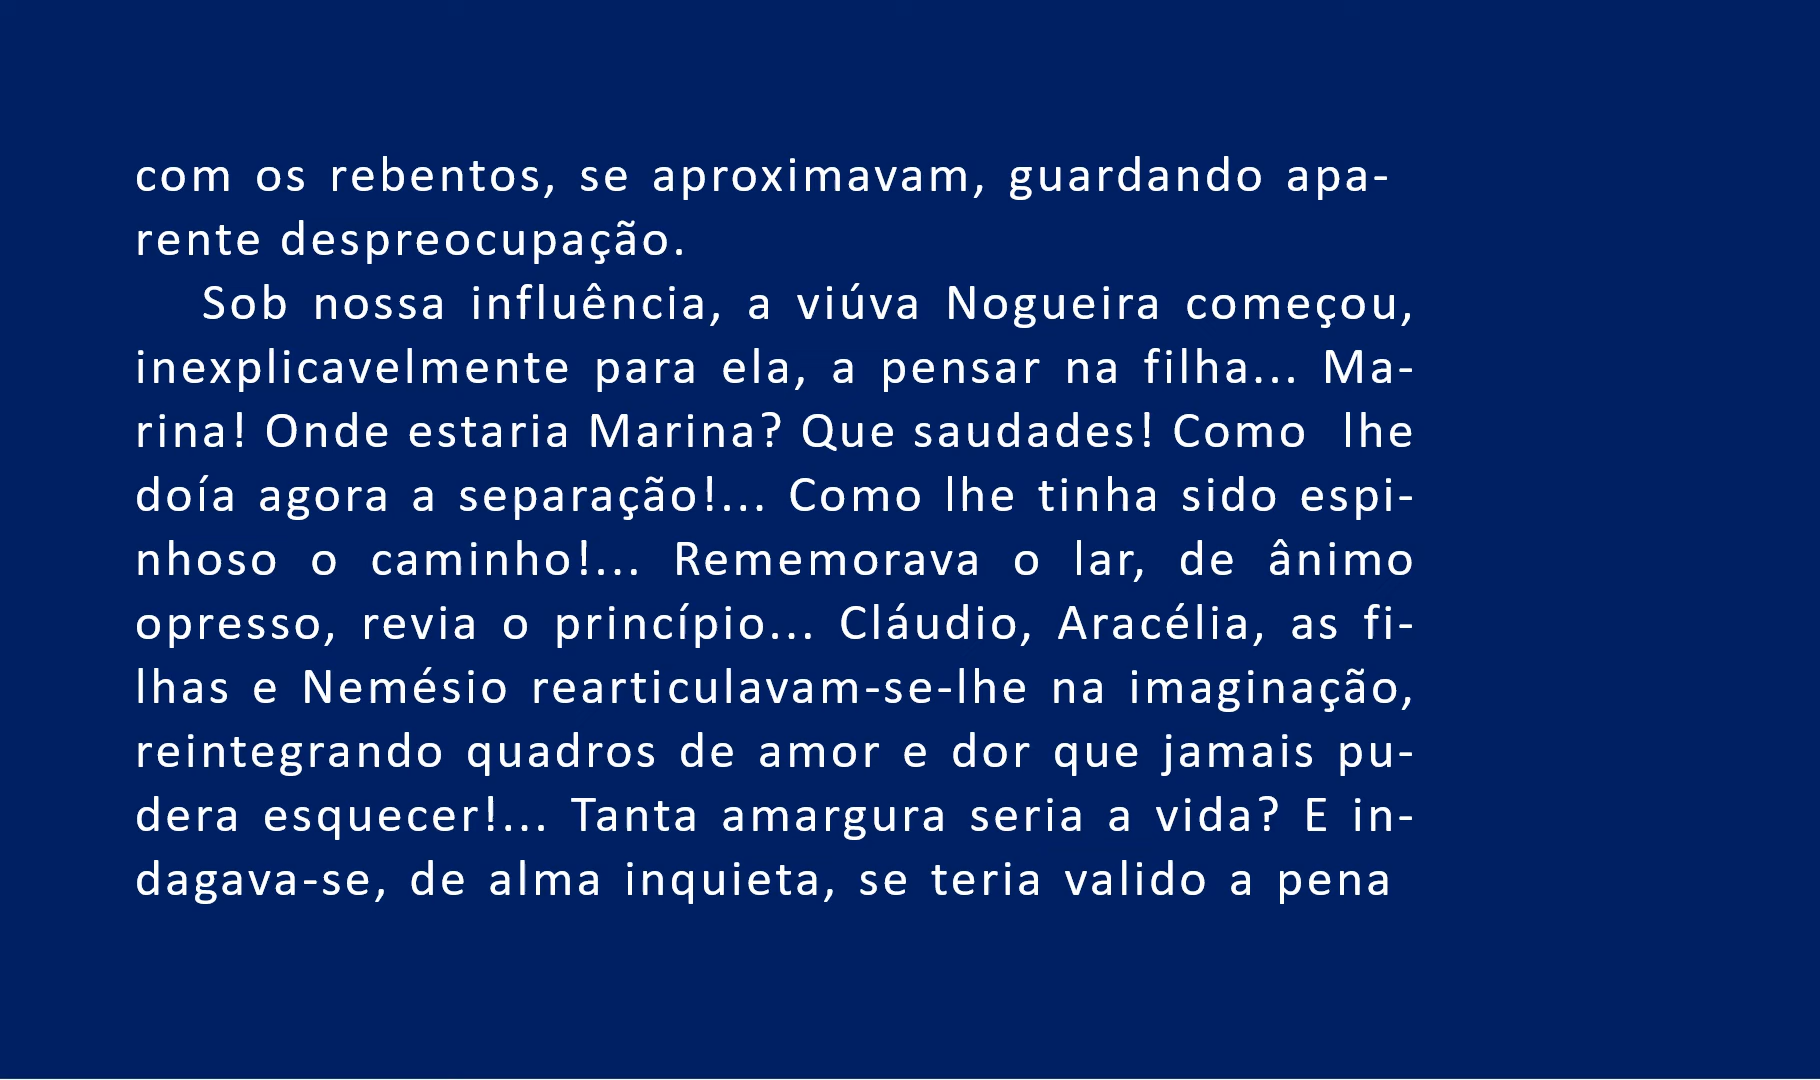 com os rebentos, se aproximavam, guardando apa-
rente despreocupação.
Sob nossa influência, a viúva Nogueira começou,
inexplicavelmente para ela, a pensar na filha... Ma-
rina! Onde estaria Marina? Que saudades! Como lhe
doía agora a separação!... Como lhe tinha sido espi-
nhoso o caminho!... Rememorava o lar, de ânimo
opresso, revia o princípio... Cláudio, Aracélia, as fi-
lhas e Nemésio rearticulavam-se-lhe na imaginação,
reintegrando quadros de amor e dor que jamais pu-
dera esquecer!... Tanta amargura seria a vida? E in-
dagava-se, de alma inquieta, se teria valido a pena